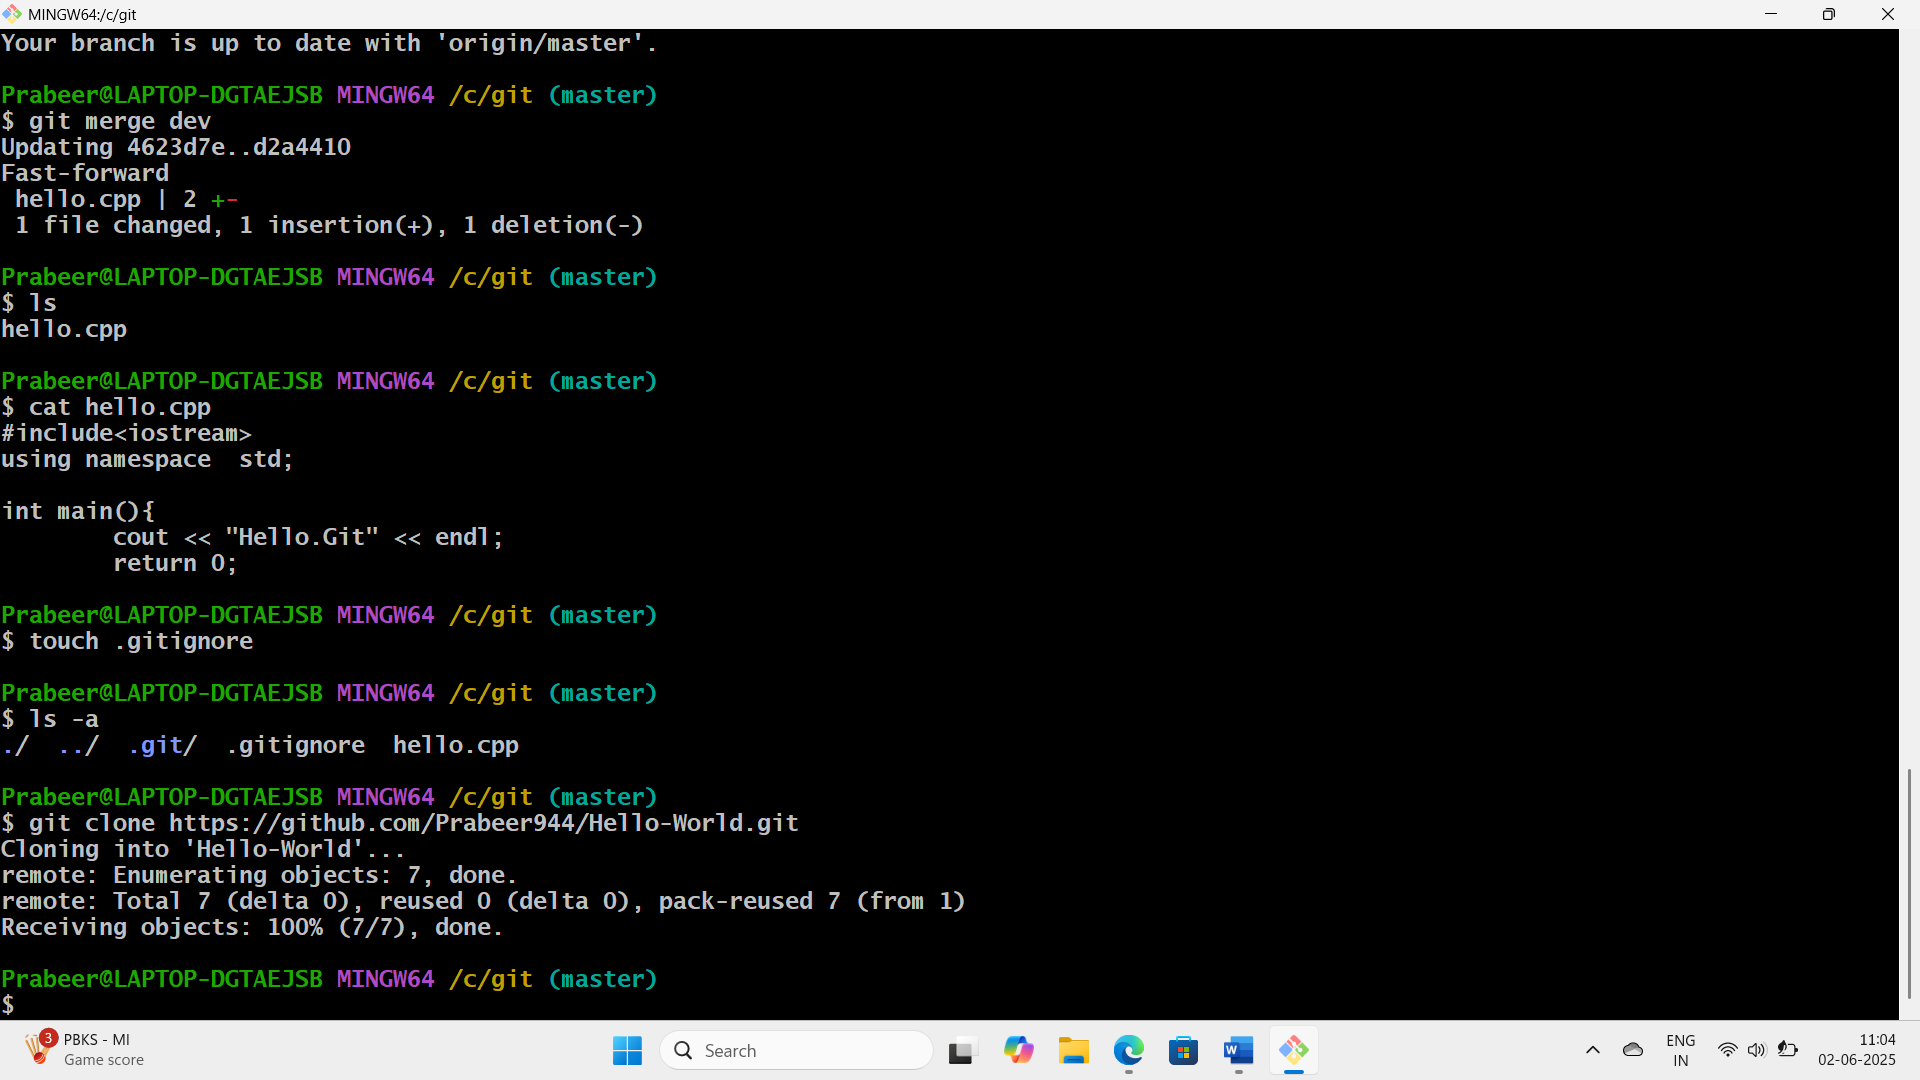 MINGW64:/c/git
Your branch is up to date with 'origin/master'.
Prabeer@LAPTOP-DGTAEJSB MINGW64 /c/git (master)
$ git merge dev
Updating 4623d7e..d2a4410
Fast-forward
 hello.cpp | 2 +-
 1 file changed, 1 insertion(+), 1 deletion(-)
Prabeer@LAPTOP-DGTAEJSB MINGW64 /c/git (master)
$ ls
hello.cpp
Prabeer@LAPTOP-DGTAEJSB MINGW64 /c/git (master)
$ cat hello.cpp
#include<iostream>
using namespace  std;
int main(){
        cout << "Hello.Git" << endl;
        return 0;
Prabeer@LAPTOP-DGTAEJSB MINGW64 /c/git (master)
$ touch .gitignore
Prabeer@LAPTOP-DGTAEJSB MINGW64 /c/git (master)
$ ls -a
./  ../  .git/  .gitignore  hello.cpp
Prabeer@LAPTOP-DGTAEJSB MINGW64 /c/git (master)
$ git clone https://github.com/Prabeer944/Hello-World.git
Cloning into 'Hello-World'...
remote: Enumerating objects: 7, done.
remote: Total 7 (delta 0), reused 0 (delta 0), pack-reused 7 (from 1)
Receiving objects: 100% (7/7), done.
Prabeer@LAPTOP-DGTAEJSB MINGW64 /c/git (master)
$
3
PBKS - MI
Game score
Search
W
ENG
IN
11:04
02-06-2025